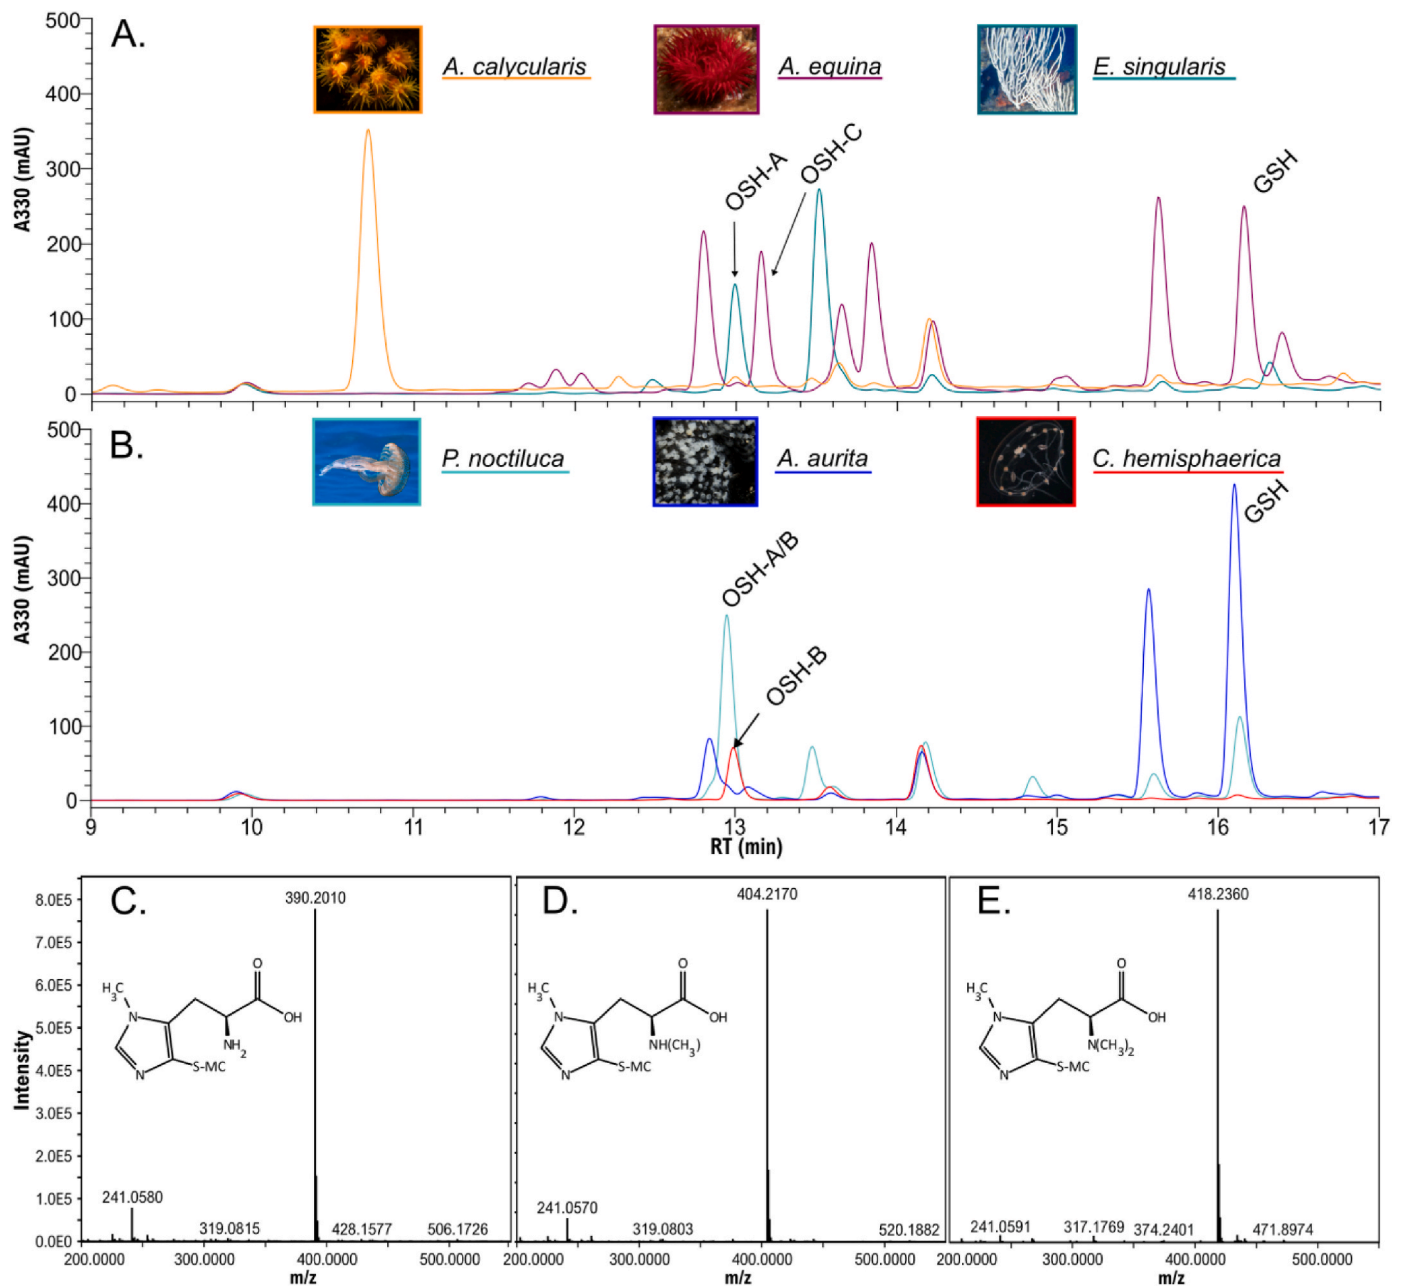 A.
A. calycularis
A. equina
E. singularis
500
400
300
200
100
0
A330 (mAU)
OSH-A
OSH-C
GSH
B.
P. noctiluca
A. aurita
C. hemisphaerica
500
400
300
200
100
0
A330 (mAU)
OSH-A/B
OSH-B
GSH
9 10 11 12 13 14 15 16 17
RT (min)
C.
390.2010
8.0E5
7.0E5
6.0E5
5.0E5
4.0E5
3.0E5
2.0E5
1.0E5
0.0E0
Intensity
H3C
O
N
OH
NH2
N
S-MC
241.0580
319.0815
428.1577
506.1726
200.0000 300.0000 400.0000 500.0000
m/z
D.
404.2170
H3C
O
N
OH
NH(CH3)
N
S-MC
241.0570
319.0803
520.1882
200.0000 300.0000 400.0000 500.0000
m/z
E.
418.2360
H3C
O
N
OH
N(CH3)2
N
S-MC
241.0591
317.1769
374.2401
471.8974
200.0000 300.0000 400.0000 500.0000
m/z